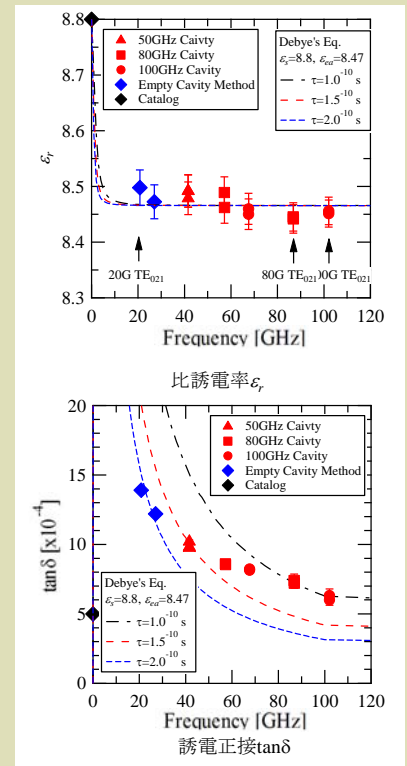 8.8
8.7
8.6
8.5
8.4
8.3
εr
50GHz Caivty
80GHz Cavity
100GHz Cavity
Empty Cavity Method
Catalog
Debye's Eq.
εs=8.8, εea=8.47
τ=1.0-10 s
τ=1.5-10 s
τ=2.0-10 s
20G TE021
80G TE021
00G TE021
0 20 40 60 80 100 120
Frequency [GHz]
比誘電率εr
20
15
10
5
0
tanδ [x10-4]
50GHz Caivty
80GHz Caivty
100GHz Cavity
Empty Cavity Method
Catalog
Debye's Eq.
εs=8.8, εea=8.47
τ=1.0-10 s
τ=1.5-10 s
τ=2.0-10 s
0 20 40 60 80 100 120
Frequency [GHz]
誘電正接tanδ